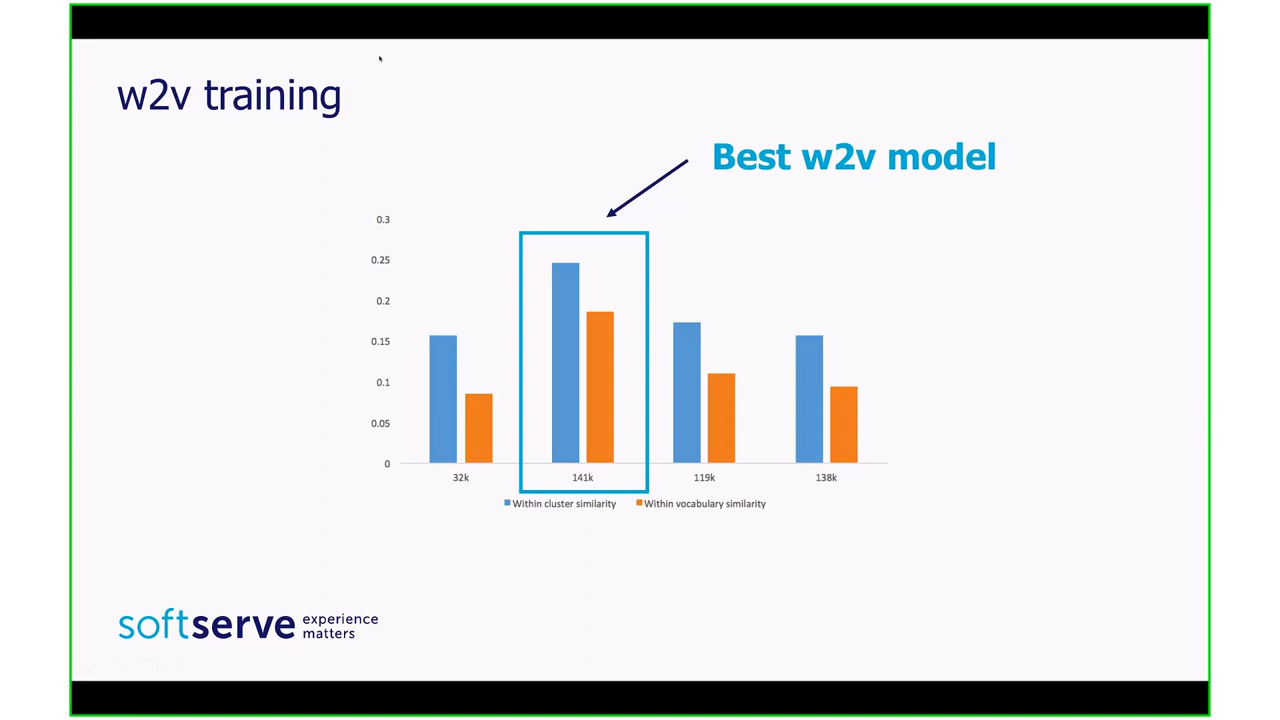 w2v training
Best w2v model
0.3
0.25
0.2
0.15
0.1
0.05
0
32k
141k
119k
138k
Within cluster similarity
Within vocabulary similarity
softserve
experience
matters